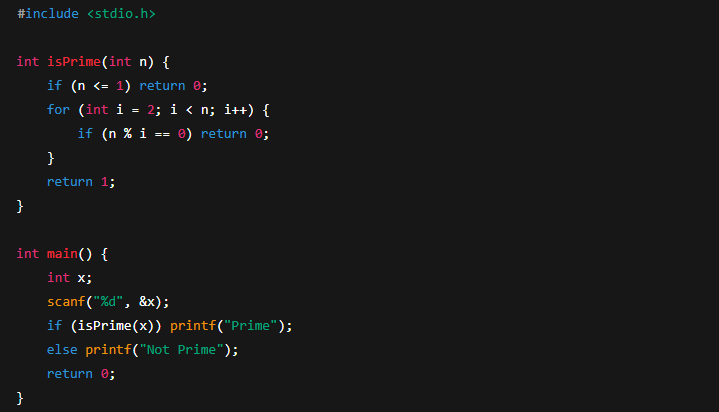 #include <stdio.h>

int isPrime(int n) {
    if (n <= 1) return 0;
    for (int i = 2; i < n; i++) {
        if (n % i == 0) return 0;
    }
    return 1;
}

int main() {
    int x;
    scanf("%d", &x);
    if (isPrime(x)) printf("Prime");
    else printf("Not Prime");
    return 0;
}